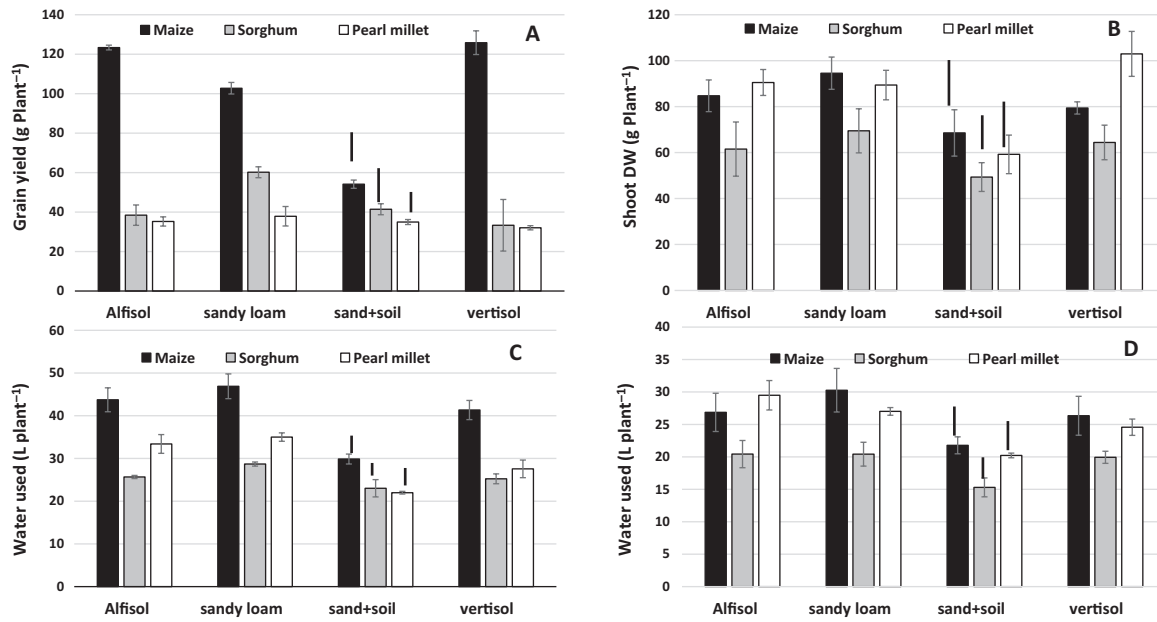 Maize Sorghum Pearl millet
A
Grain yield (g Plant⁻¹)
140
120
100
80
60
40
20
0
Alfisol sandy loam sand+soil vertisol
Maize Sorghum Pearl millet
B
Shoot DW (g Plant⁻¹)
120
100
80
60
40
20
0
Alfisol sandy loam sand+soil vertisol
Maize Sorghum Pearl millet
C
Water used (L plant⁻¹)
60
50
40
30
20
10
0
Alfisol sandy loam sand+soil vertisol
Maize Sorghum Pearl millet
D
Water used (L plant⁻¹)
40
35
30
25
20
15
10
5
0
Alfisol sandy loam sand+soil vertisol